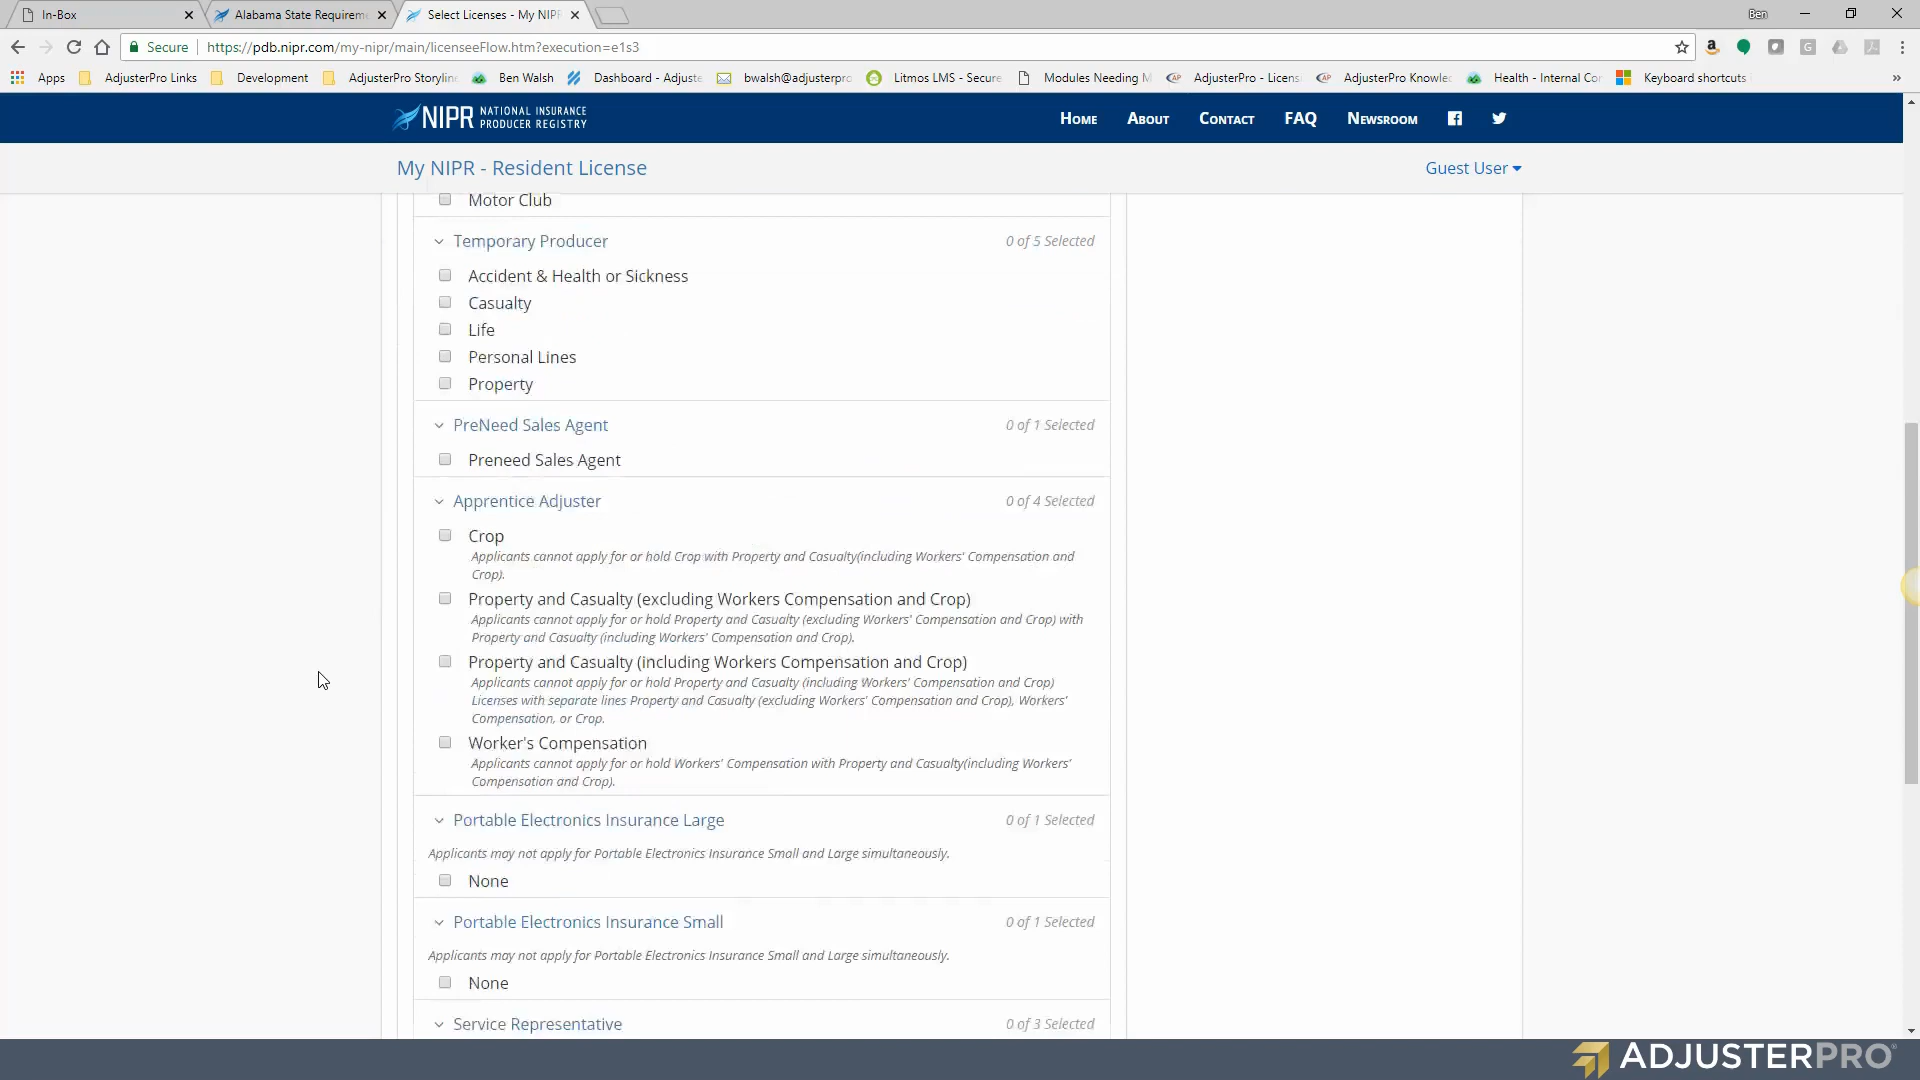 In-Box
Alabama State Requirem
Select Licenses - My NIPR
Ben
Secure
https://pdb.nipr.com/my-nipr/main/licenseeFlow.htm?execution=e1s3
Apps
AdjusterPro Links
Development
AdjusterPro Storylin
Ben Walsh
Dashboard - Adjuste
bwalsh@adjusterpro
Litmos LMS - Secure
Modules Needing M
AdjusterPro - Licens
AdjusterPro Knowle
Health - Internal Co
Keyboard shortcuts
NIPR NATIONAL INSURANCE
PRODUCER REGISTRY
Home
About
Contact
FAQ
Newsroom
My NIPR - Resident License
Guest User
Motor Club
Temporary Producer 0 of 5 Selected
Accident & Health or Sickness
Casualty
Life
Personal Lines
Property
PreNeed Sales Agent 0 of 1 Selected
Preneed Sales Agent
Apprentice Adjuster 0 of 4 Selected
Crop
Applicants cannot apply for or hold Crop with Property and Casualty(including Workers' Compensation and
Crop).
Property and Casualty (excluding Workers Compensation and Crop)
Applicants cannot apply for or hold Property and Casualty (excluding Workers' Compensation and Crop) with
Property and Casualty (including Workers' Compensation and Crop).
Property and Casualty (including Workers Compensation and Crop)
Applicants cannot apply for or hold Property and Casualty (including Workers' Compensation and Crop)
Licenses with separate lines Property and Casualty (excluding Workers' Compensation and Crop), Workers'
Compensation, or Crop.
Worker's Compensation
Applicants cannot apply for or hold Workers' Compensation with Property and Casualty(including Workers'
Compensation and Crop).
Portable Electronics Insurance Large 0 of 1 Selected
Applicants may not apply for Portable Electronics Insurance Small and Large simultaneously.
None
Portable Electronics Insurance Small 0 of 1 Selected
Applicants may not apply for Portable Electronics Insurance Small and Large simultaneously.
None
Service Representative 0 of 3 Selected
ADJUSTERPRO®